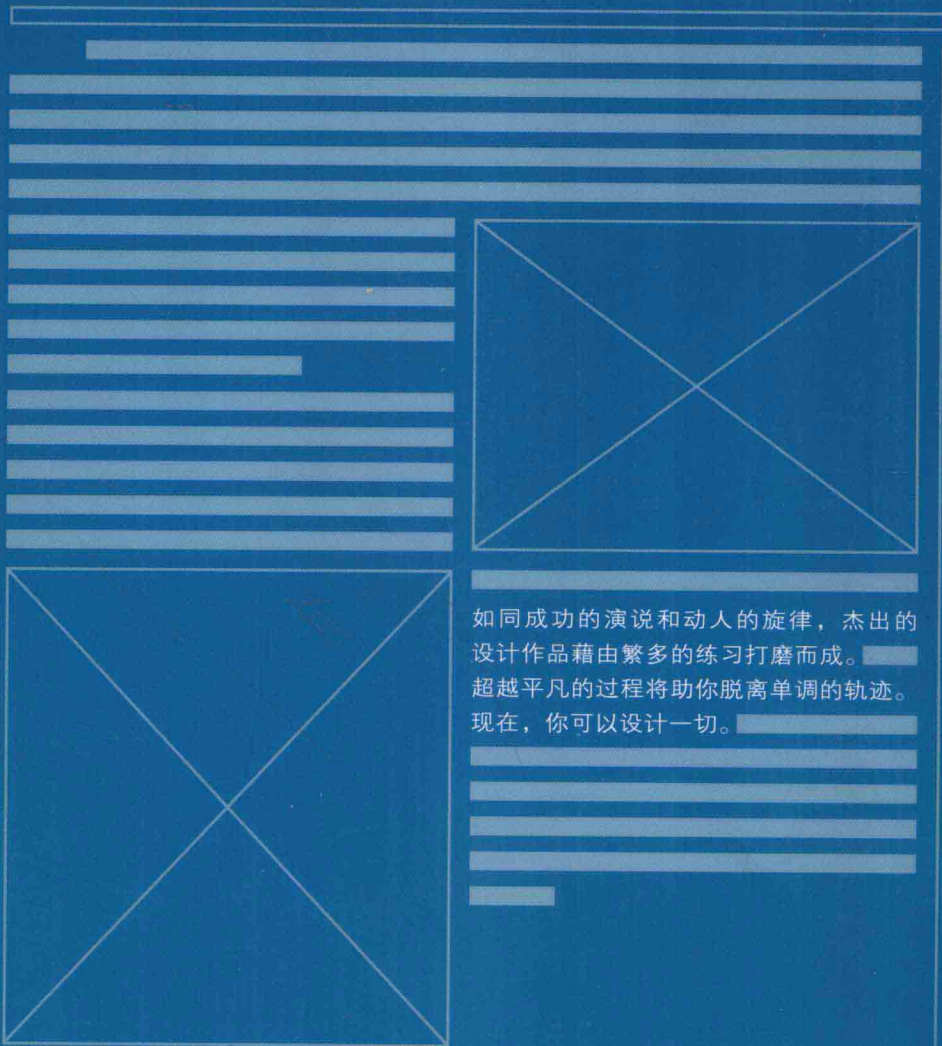 如同成功的演说和动人的旋律，杰出的
设计作品藉由繁多的练习打磨而成。
超越平凡的过程将助你脱离单调的轨迹。
现在，你可以设计一切。